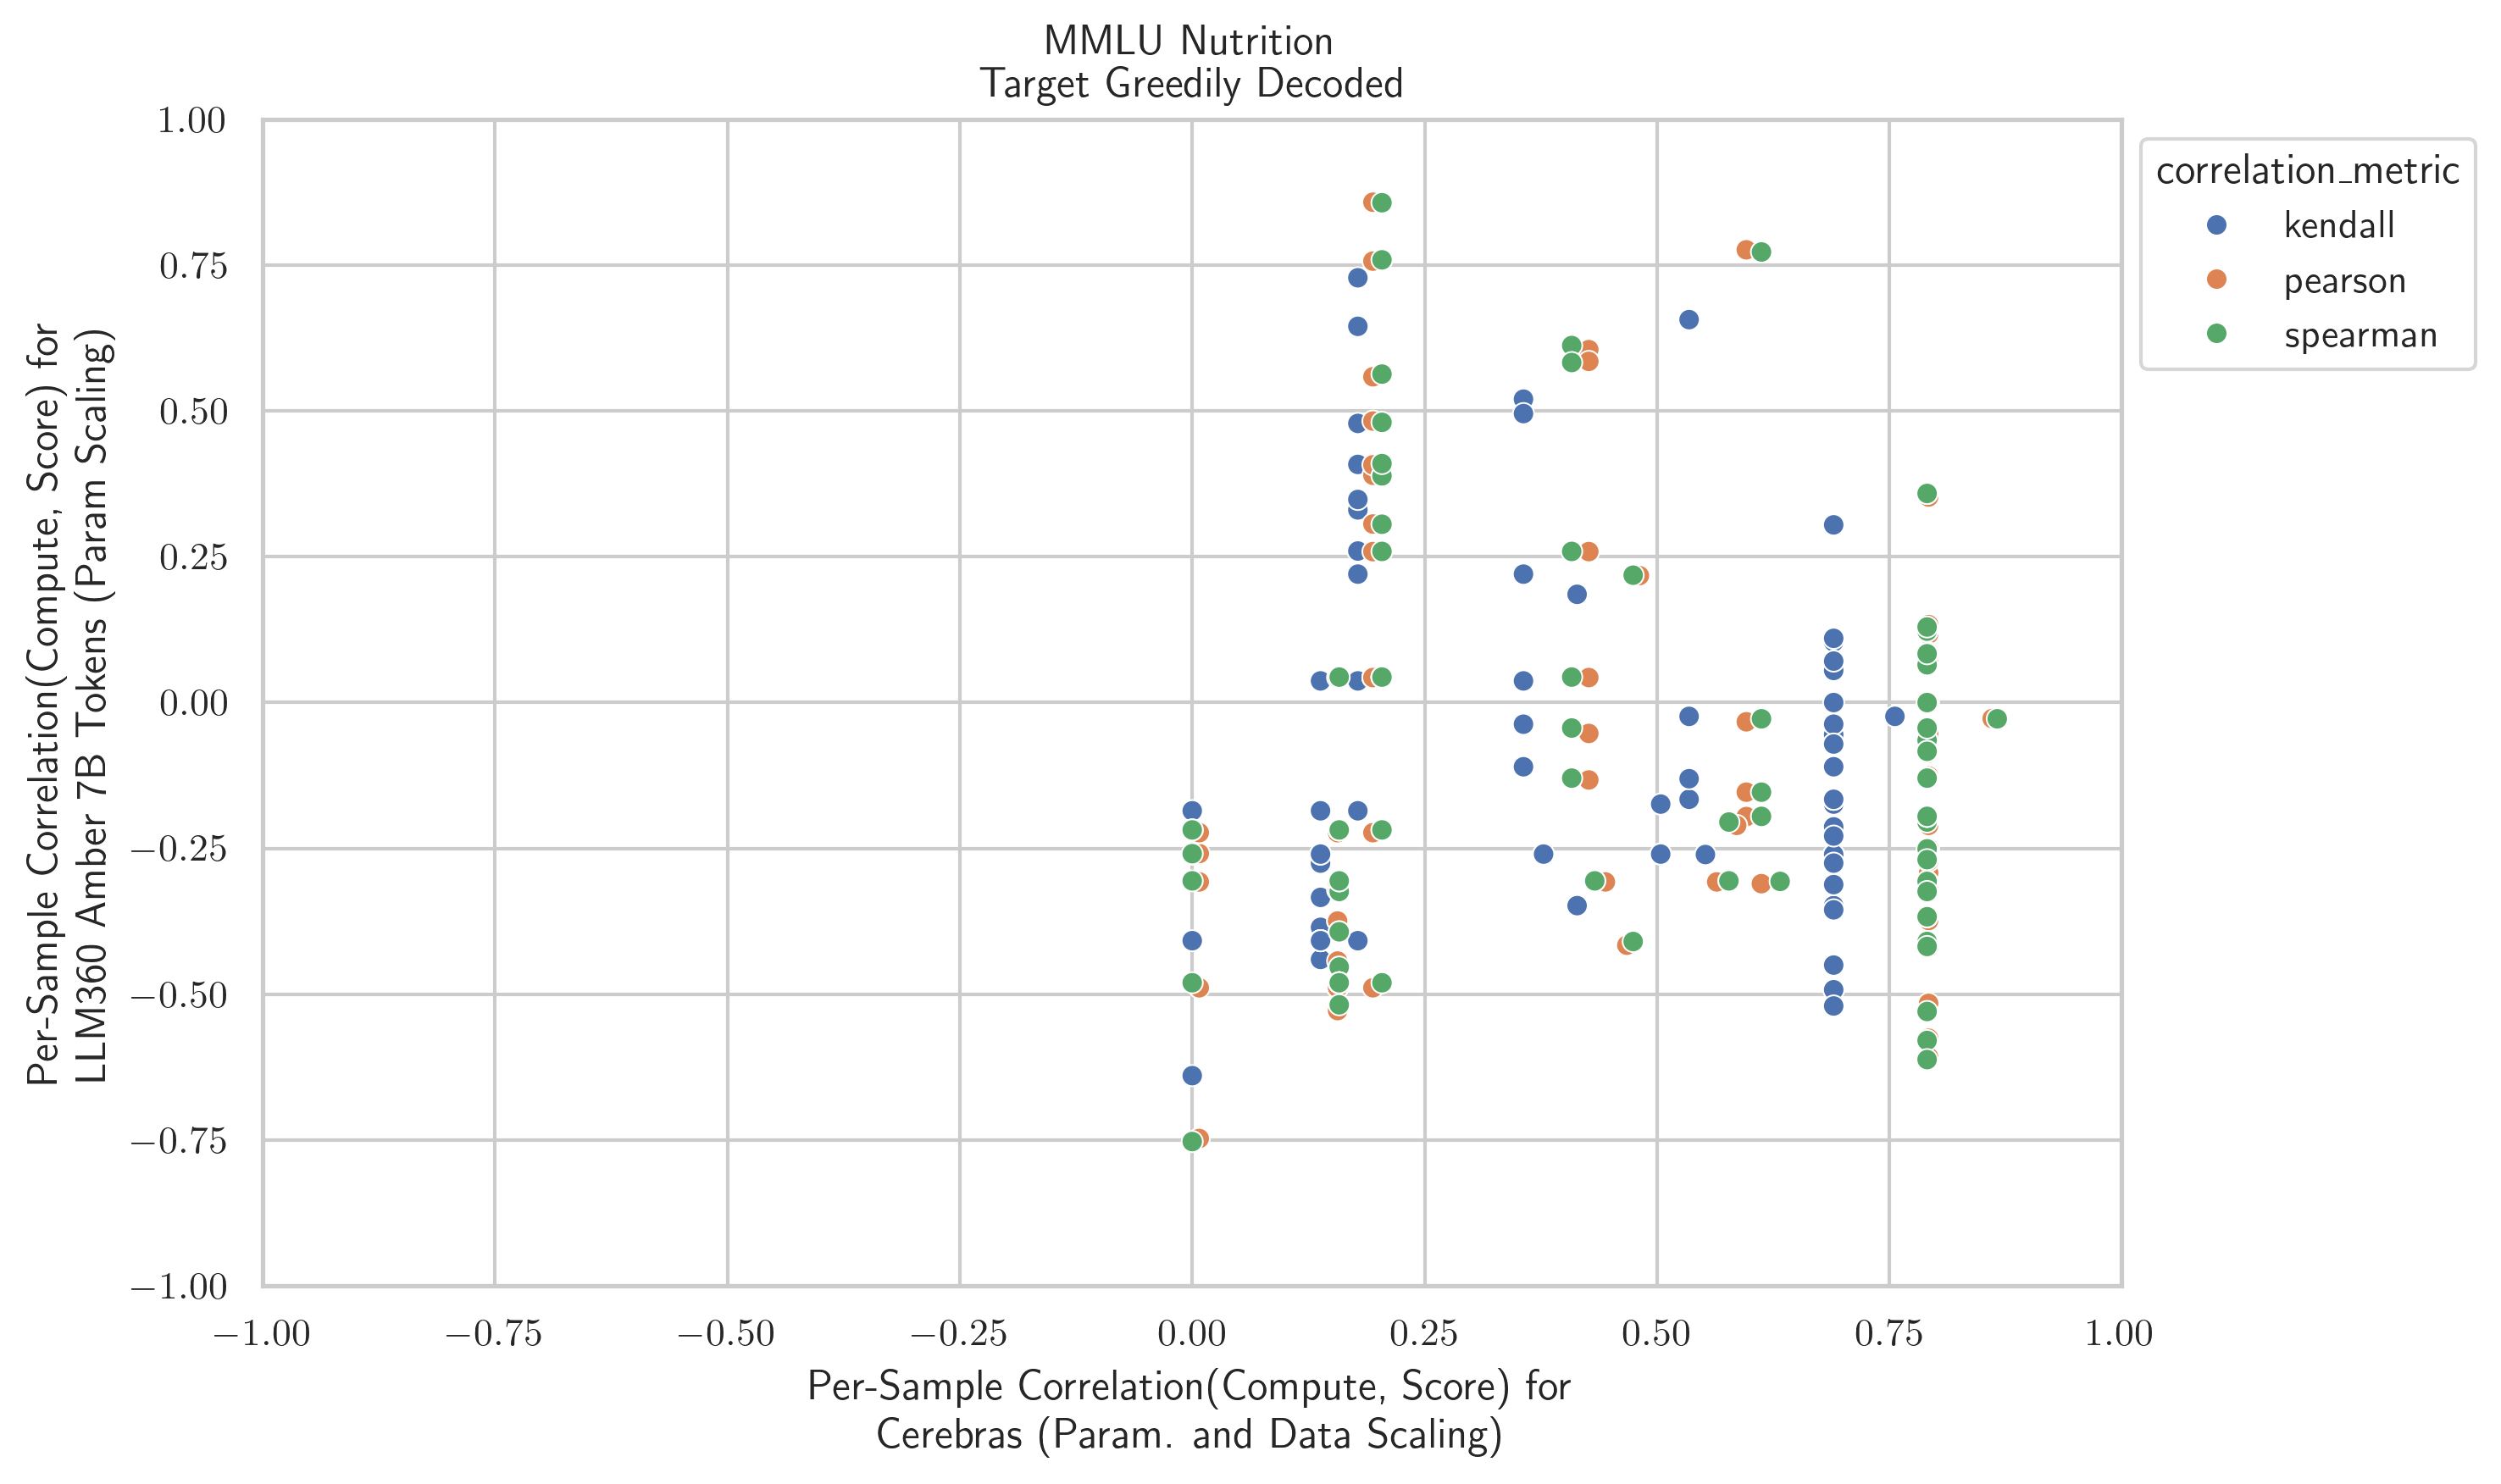 MMLU Nutrition
Target Greedily Decoded
Per-Sample Correlation(Compute, Score) for
LLM360 Amber 7B Tokens (Param Scaling)
1.00
0.75
0.50
0.25
0.00
−0.25
−0.50
−0.75
−1.00
correlation_metric
kendall
pearson
spearman
−1.00 −0.75 −0.50 −0.25 0.00 0.25 0.50 0.75 1.00
Per-Sample Correlation(Compute, Score) for
Cerebras (Param. and Data Scaling)